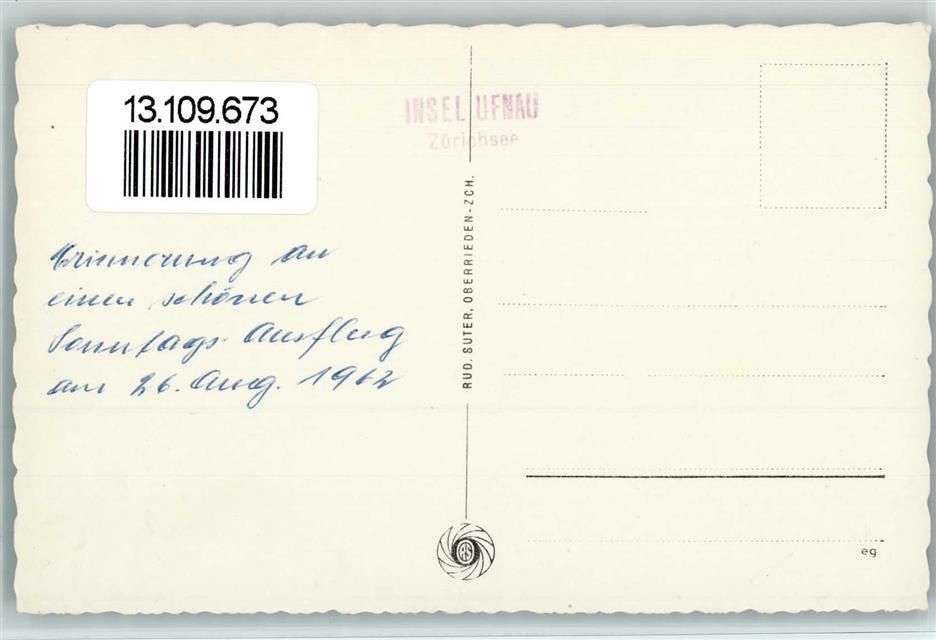 13.109.673
INSEL UFNAU
Zürichsee
Erinnerung an
einen schönen
Sonntags-Ausflug
am 26. Aug. 1962
RUD. SUTER, OBERRIEDEN-ZCH.
RS
eg